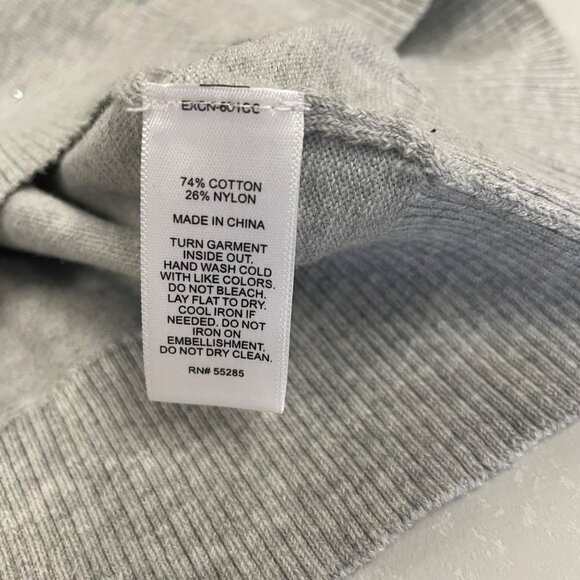 74% COTTON
26% NYLON
MADE IN CHINA
TURN GARMENT
INSIDE OUT.
HAND WASH COLD
WITH LIKE COLORS.
DO NOT BLEACH.
LAY FLAT TO DRY.
COOL IRON IF
NEEDED. DO NOT
IRON ON
EMBELLISHMENT.
DO NOT DRY CLEAN.
RN# 55285